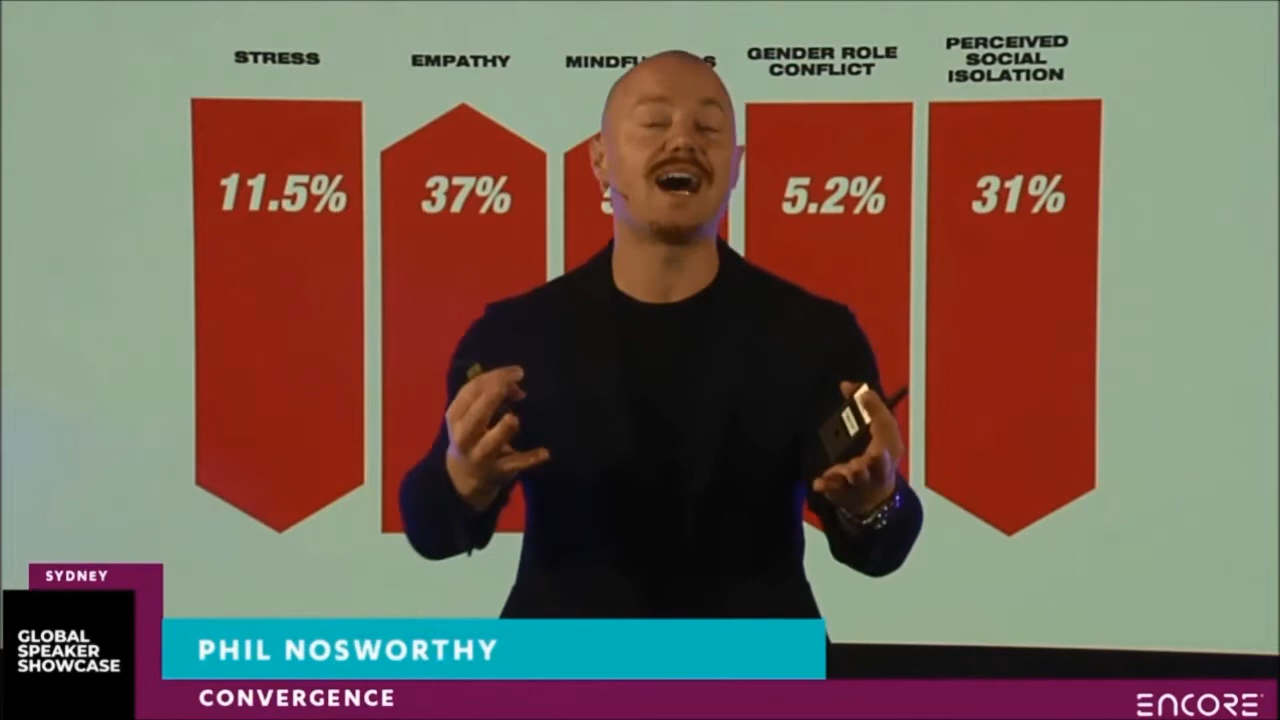 STRESS
EMPATHY
GENDER ROLE
CONFLICT
PERCEIVED
SOCIAL
ISOLATION
11.5%
37%
5.2%
31%
SYDNEY
GLOBAL
SPEAKER
SHOWCASE
PHIL NOSWORTHY
CONVERGENCE
ENCORE